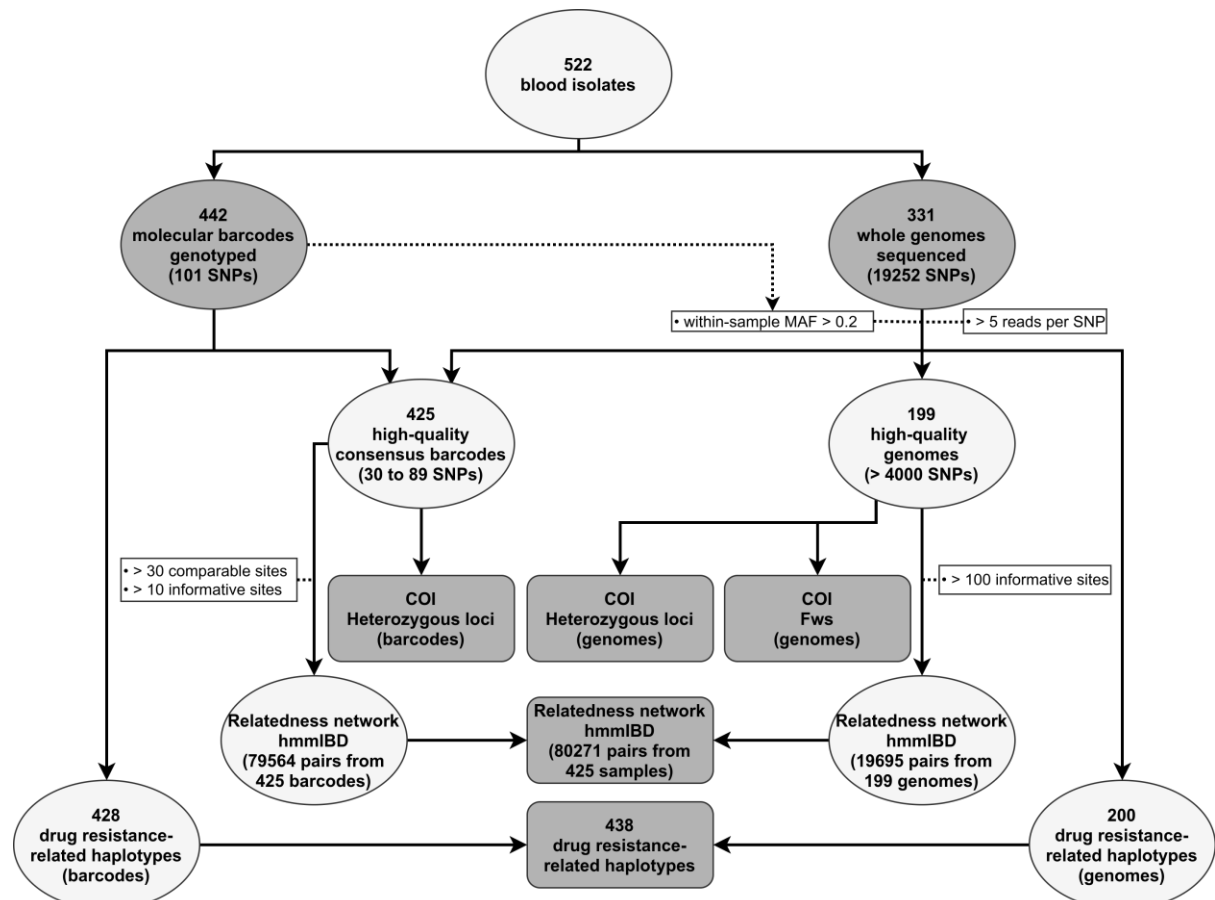 522
blood isolates
442
molecular barcodes
genotyped
(101 SNPs)
331
whole genomes
sequenced
(19252 SNPs)
• within-sample MAF > 0.2
• > 5 reads per SNP
425
high-quality
consensus barcodes
(30 to 89 SNPs)
199
high-quality
genomes
(> 4000 SNPs)
• > 30 comparable sites
• > 10 informative sites
• > 100 informative sites
COI
Heterozygous loci
(barcodes)
COI
Heterozygous loci
(genomes)
COI
Fws
(genomes)
Relatedness network
hmmIBD
(79564 pairs from
425 barcodes)
Relatedness network
hmmIBD
(80271 pairs from
425 samples)
Relatedness network
hmmIBD
(19695 pairs from
199 genomes)
428
drug resistance-
related haplotypes
(barcodes)
438
drug resistance-
related haplotypes
200
drug resistance-
related haplotypes
(genomes)